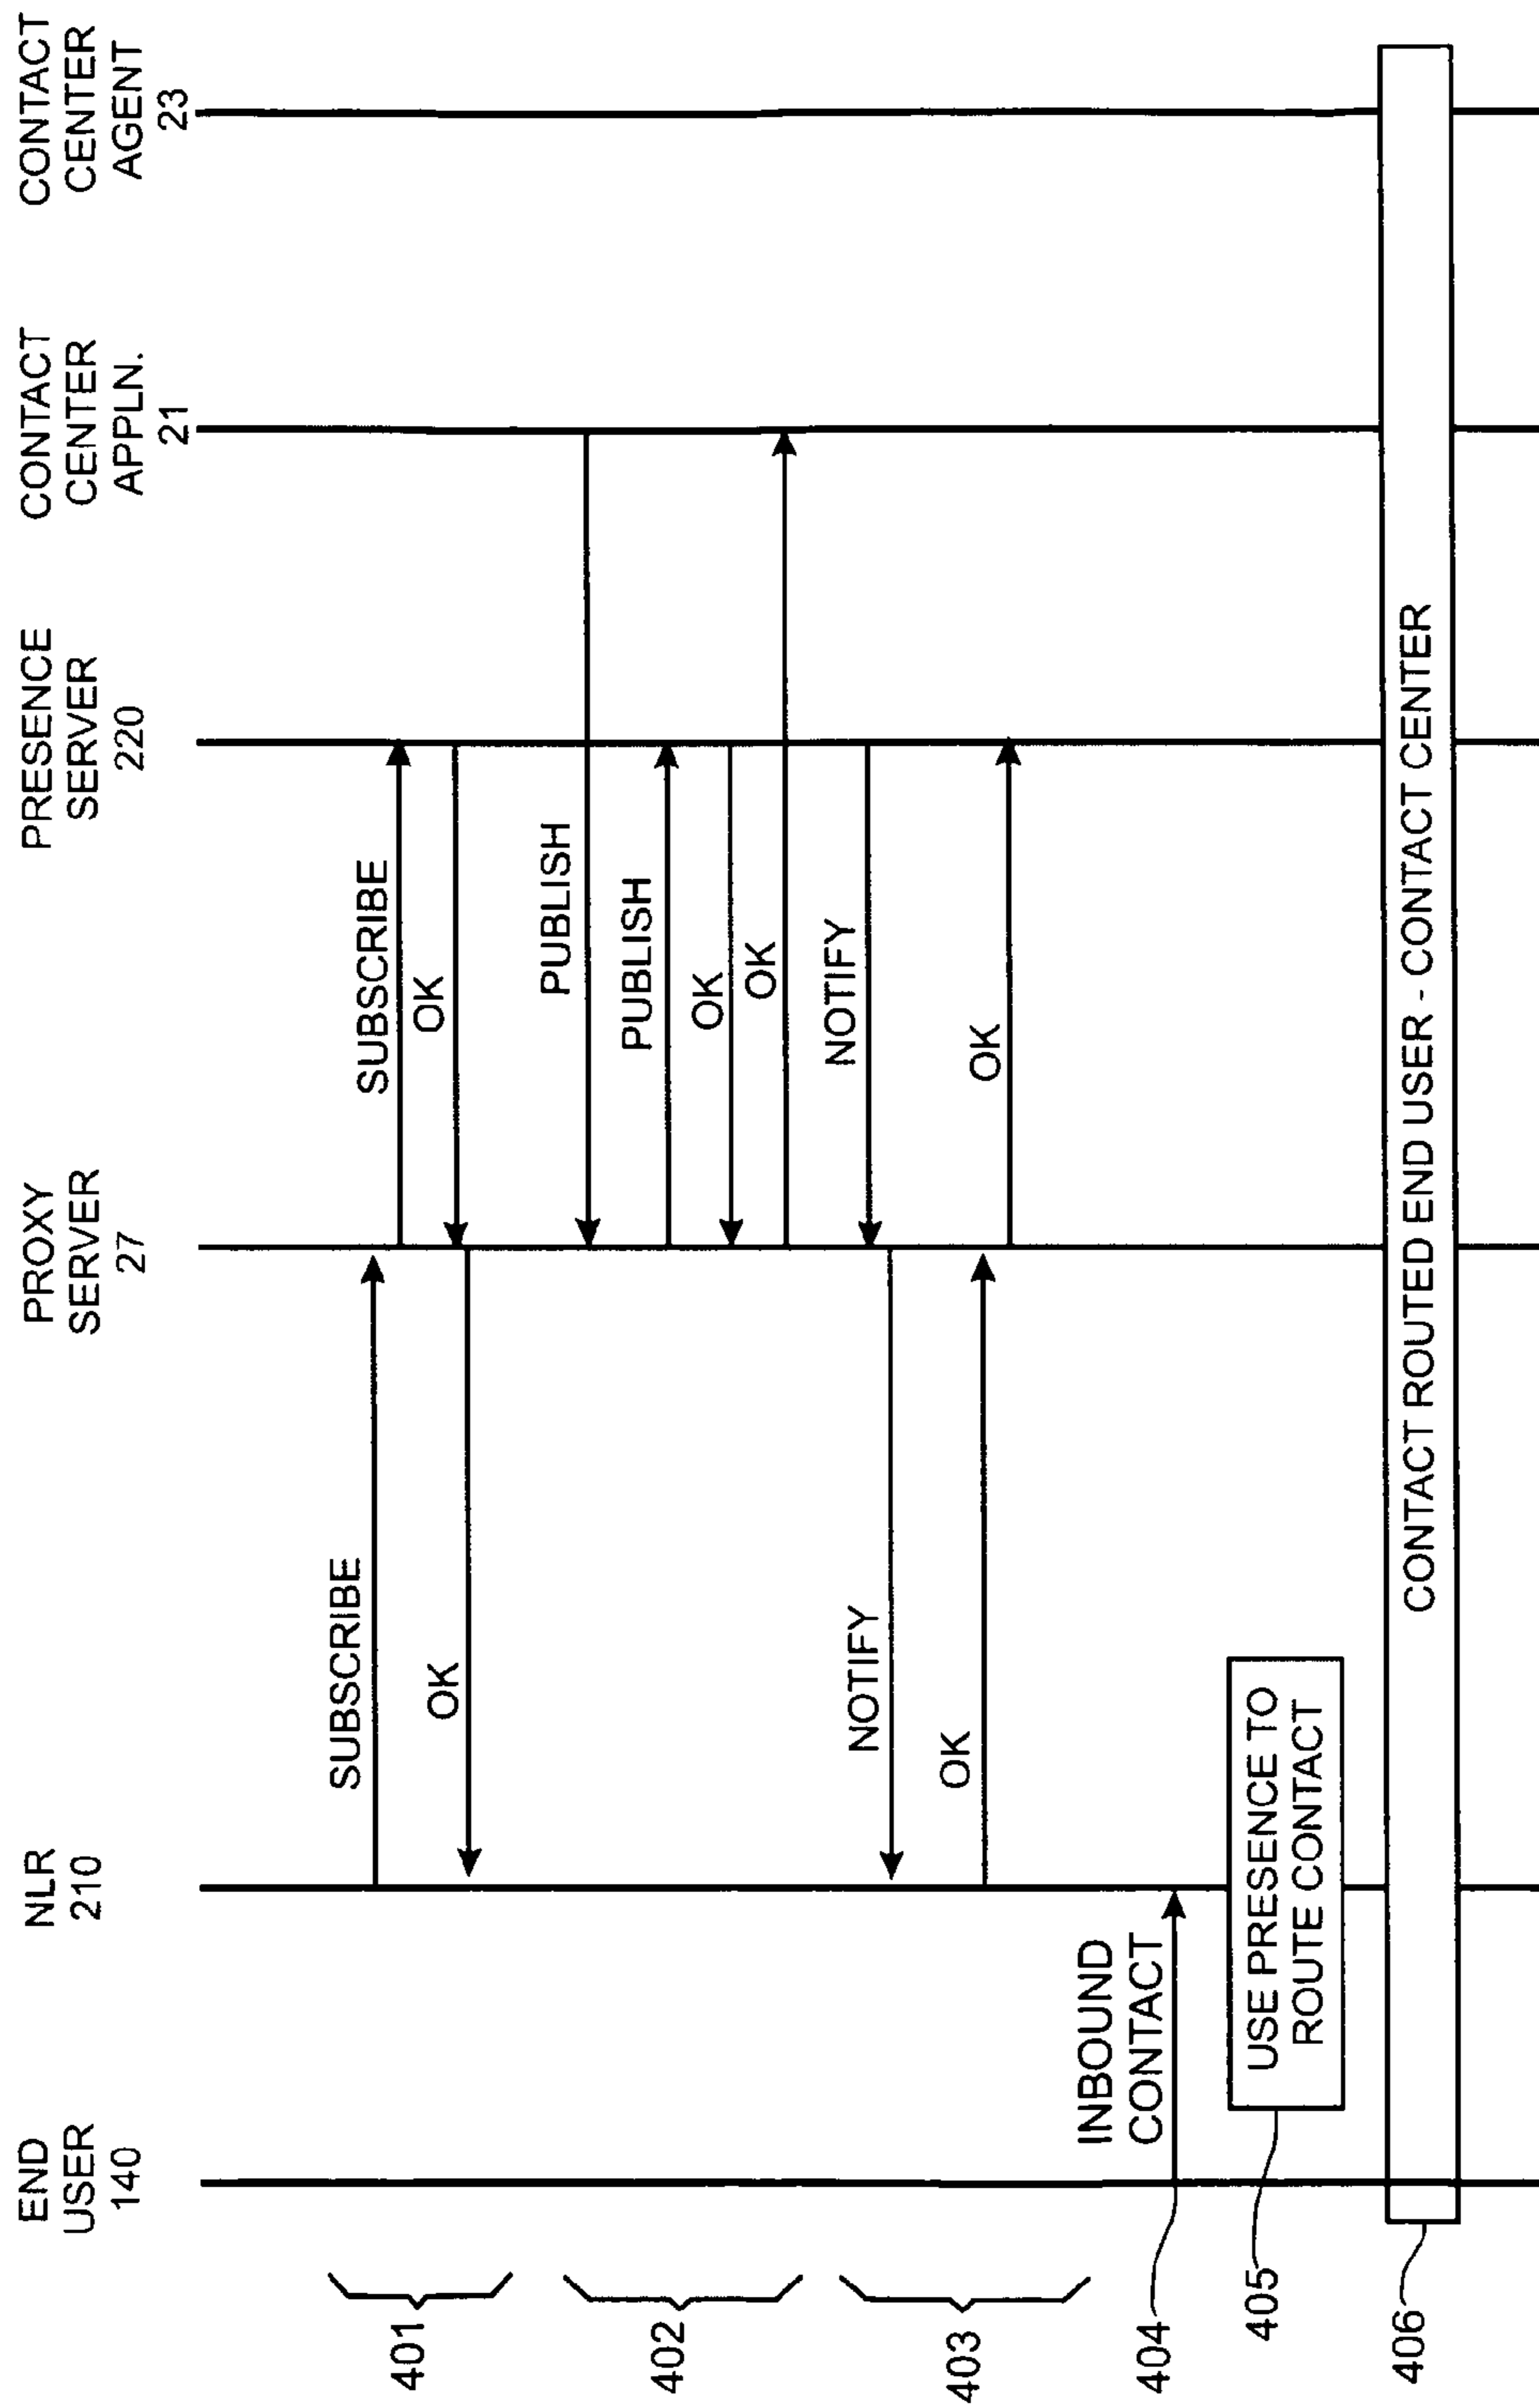 END
USER
140
NLR
210
PROXY
SERVER
27
PRESENCE
SERVER
220
CONTACT
CENTER
APPLN.
21
CONTACT
CENTER
AGENT
23
401
SUBSCRIBE
SUBSCRIBE
OK
OK
402
PUBLISH
PUBLISH
OK
OK
403
NOTIFY
NOTIFY
OK
OK
404
INBOUND
CONTACT
405
USE PRESENCE TO
ROUTE CONTACT
406
CONTACT ROUTED END USER - CONTACT CENTER